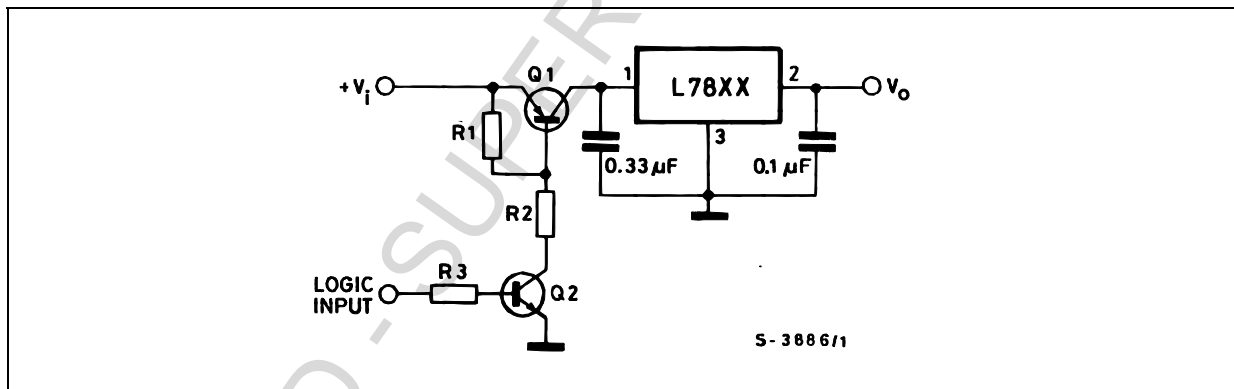 +Vi
Q1
1
L78XX
2
Vo
R1
3
0.33µF
0.1µF
R2
LOGIC
INPUT
R3
Q2
S-3886/1
- SUPER